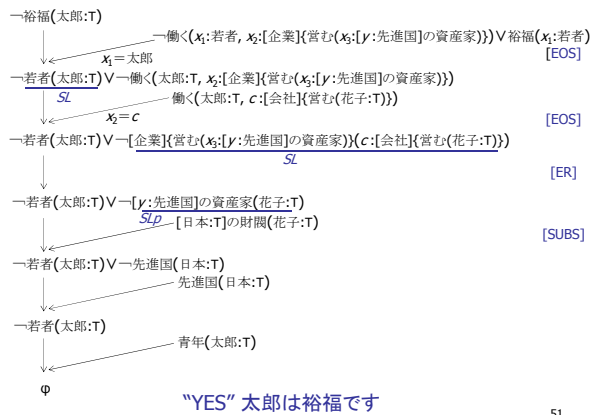 ￢裕福(太郎:T)
￢働く(x₁:若者, x₂:[企業]{営む(x₃:[y:先進国]の資産家)})∨裕福(x₁:若者)
x₁=太郎
[EOS]
￢若者(太郎:T)∨￢働く(太郎:T, x₂:[企業]{営む(x₃:[y:先進国]の資産家)})
SL
働く(太郎:T, c:[会社]{営む(花子:T)})
x₂=c
[EOS]
￢若者(太郎:T)∨￢[企業]{営む(x₃:[y:先進国]の資産家)}(c:[会社]{営む(花子:T)})
SL
[ER]
￢若者(太郎:T)∨￢[y:先進国]の資産家(花子:T)
SLp
[日本:T]の財閥(花子:T)
[SUBS]
￢若者(太郎:T)∨￢先進国(日本:T)
先進国(日本:T)
￢若者(太郎:T)
青年(太郎:T)
φ
“YES” 太郎は裕福です
51